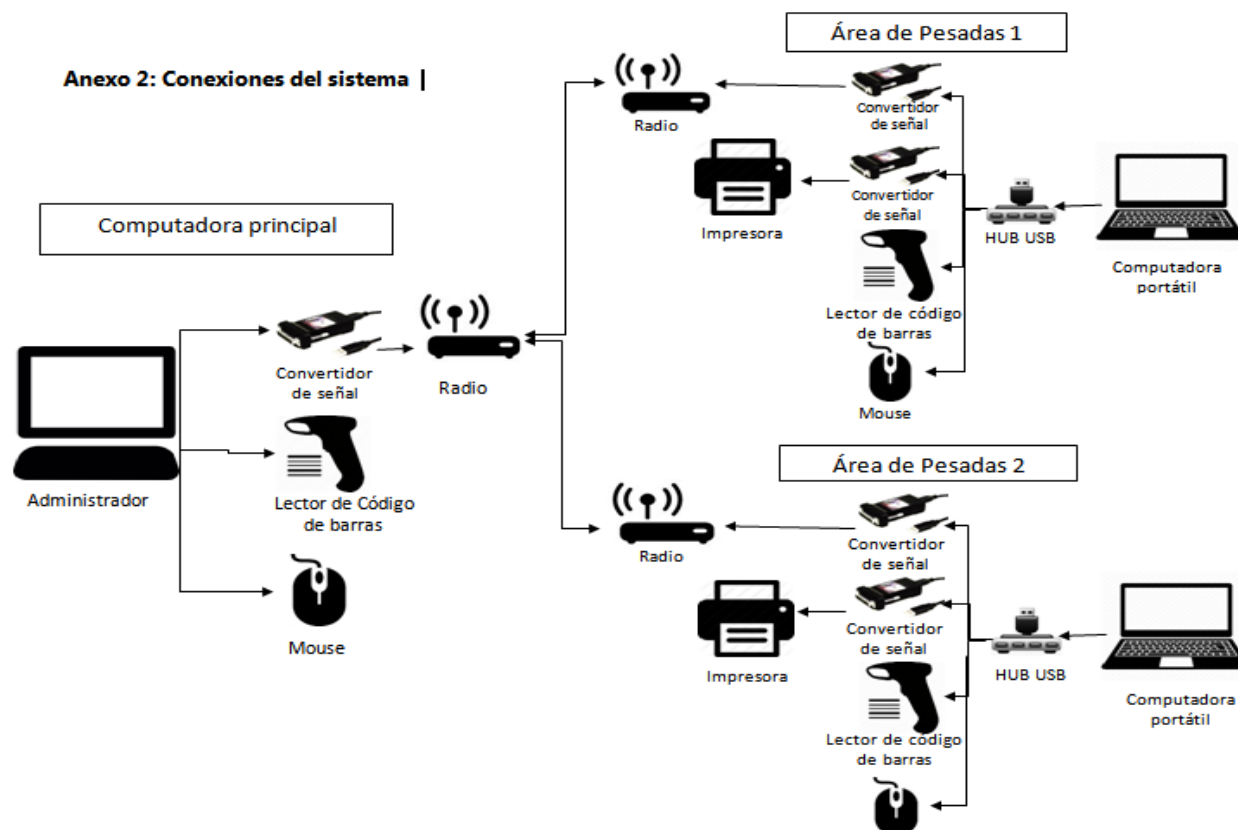 Anexo 2: Conexiones del sistema
Computadora principal
Administrador
Convertidor
de señal
Lector de Código
de barras
Mouse
Radio
Área de Pesadas 1
Radio
Convertidor
de señal
Convertidor
de señal
Impresora
Lector de código
de barras
Mouse
HUB USB
Computadora
portátil
Área de Pesadas 2
Radio
Convertidor
de señal
Convertidor
de señal
Impresora
Lector de código
de barras
HUB USB
Computadora
portátil